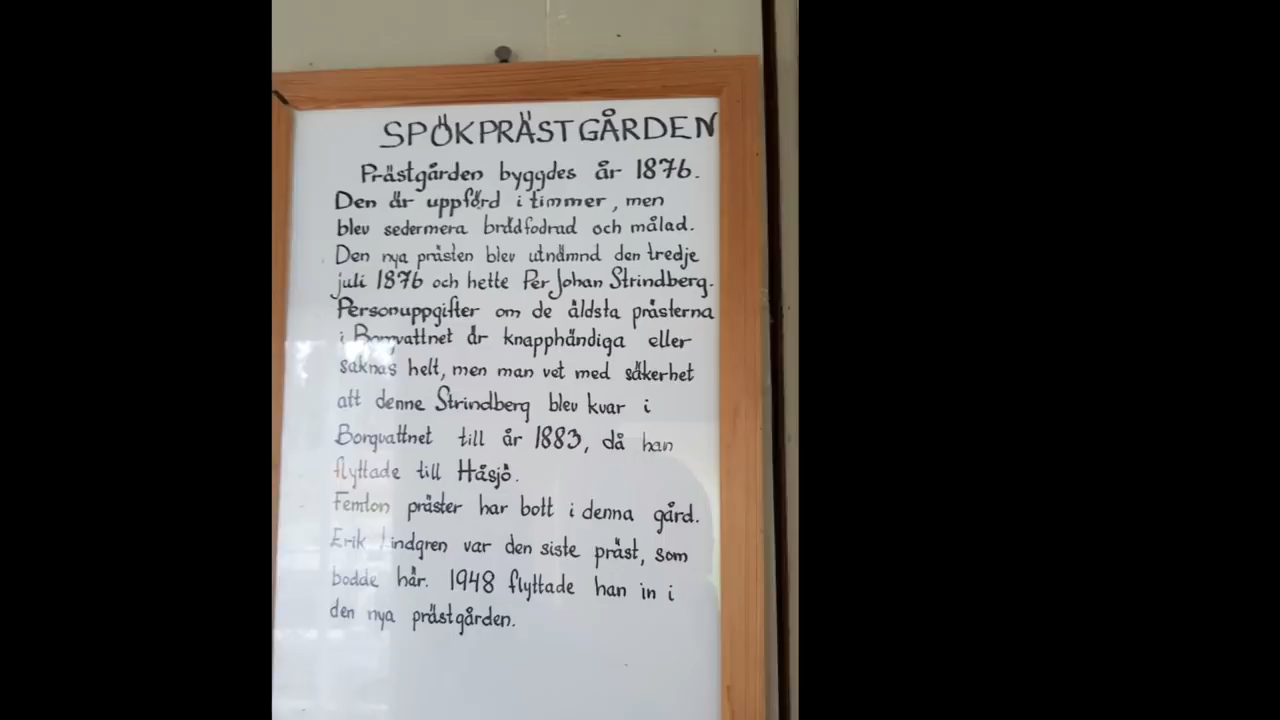 SPÖKPRÄSTGÅRDEN
Prästgården byggdes år 1876.
Den är uppförd i timmer, men
blev sedermera brädfodrad och målad.
Den nya prästen blev utnämnd den tredje
juli 1876 och hette Per Johan Strindberg.
Personuppgifter om de äldsta prästerna
i Borgvattnet är knapphändiga eller
saknas helt, men man vet med säkerhet
att denne Strindberg blev kvar i
Borgvattnet till år 1883, då han
flyttade till Håsjö.
Femton präster har bott i denna gård.
Erik Lindgren var den siste präst, som
bodde här. 1948 flyttade han in i
den nya prästgården.